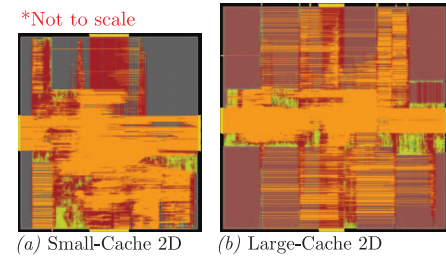 *Not to scale
(a) Small-Cache 2D
(b) Large-Cache 2D